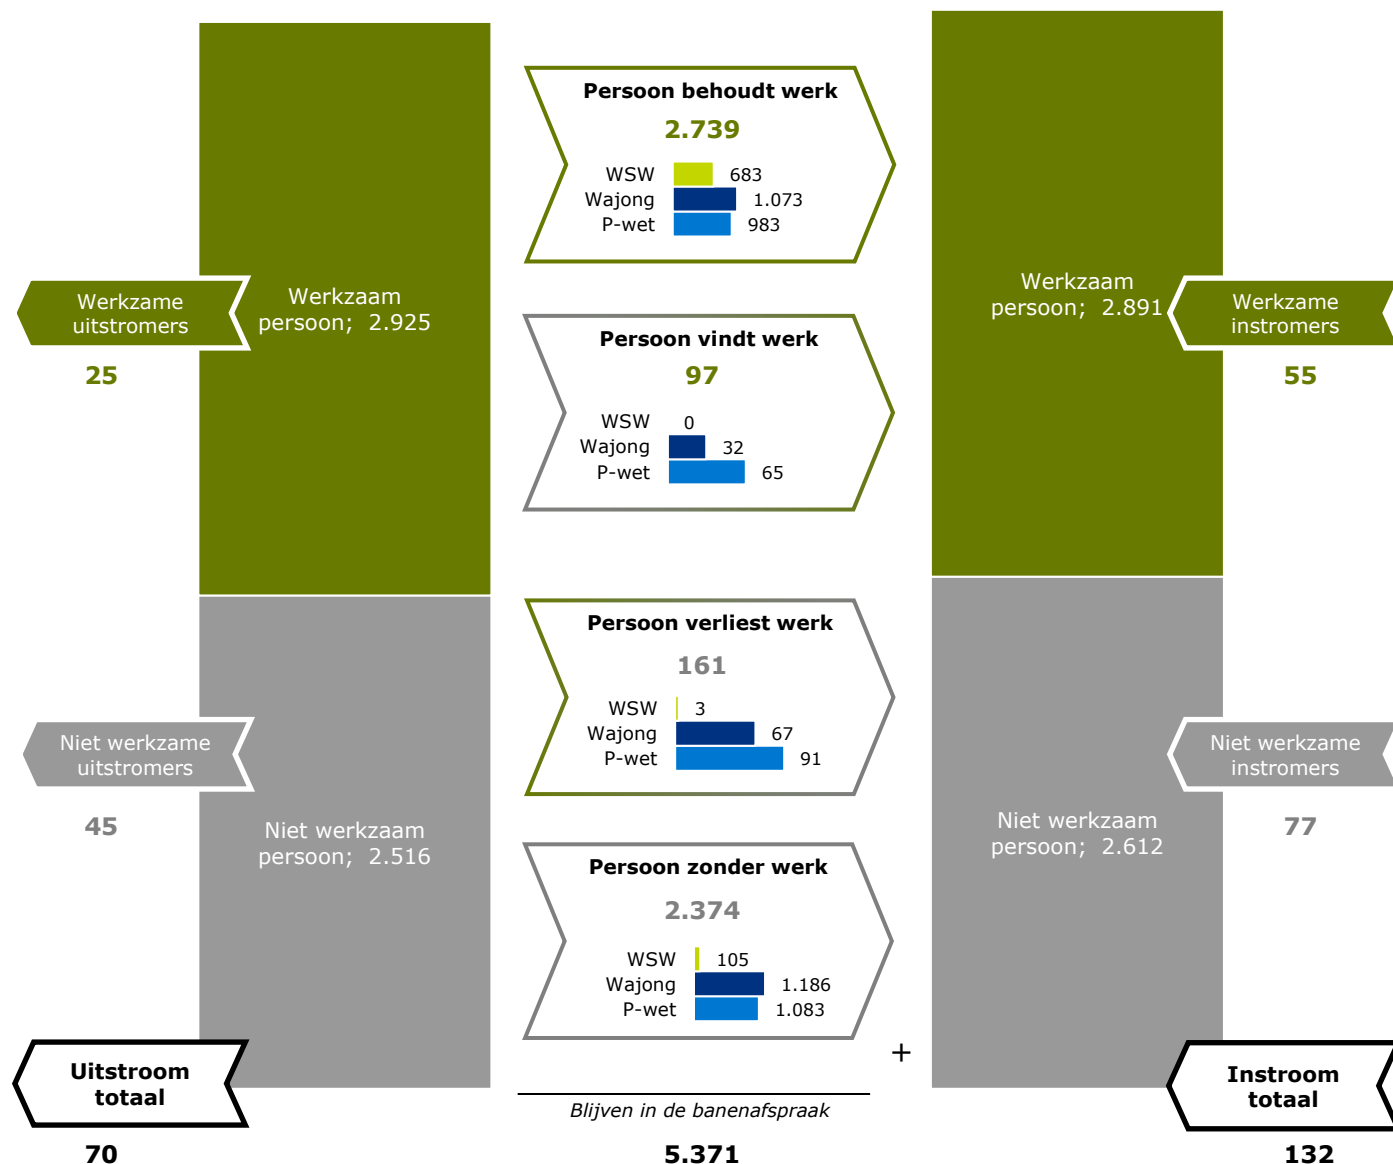 Werkzame
uitstromers
25
Werkzaam
persoon;  2.925
Niet werkzame
uitstromers
45
Niet werkzaam
persoon;  2.516
Uitstroom
totaal
70
Persoon behoudt werk
2.739
WSW 683
Wajong 1.073
P-wet 983
Persoon vindt werk
97
WSW 0
Wajong 32
P-wet 65
Persoon verliest werk
161
WSW 3
Wajong 67
P-wet 91
Persoon zonder werk
2.374
WSW 105
Wajong 1.186
P-wet 1.083
+
Blijven in de banenafspraak
5.371
Werkzaam
persoon;  2.891
Werkzame
instromers
55
Niet werkzaam
persoon;  2.612
Niet werkzame
instromers
77
Instroom
totaal
132